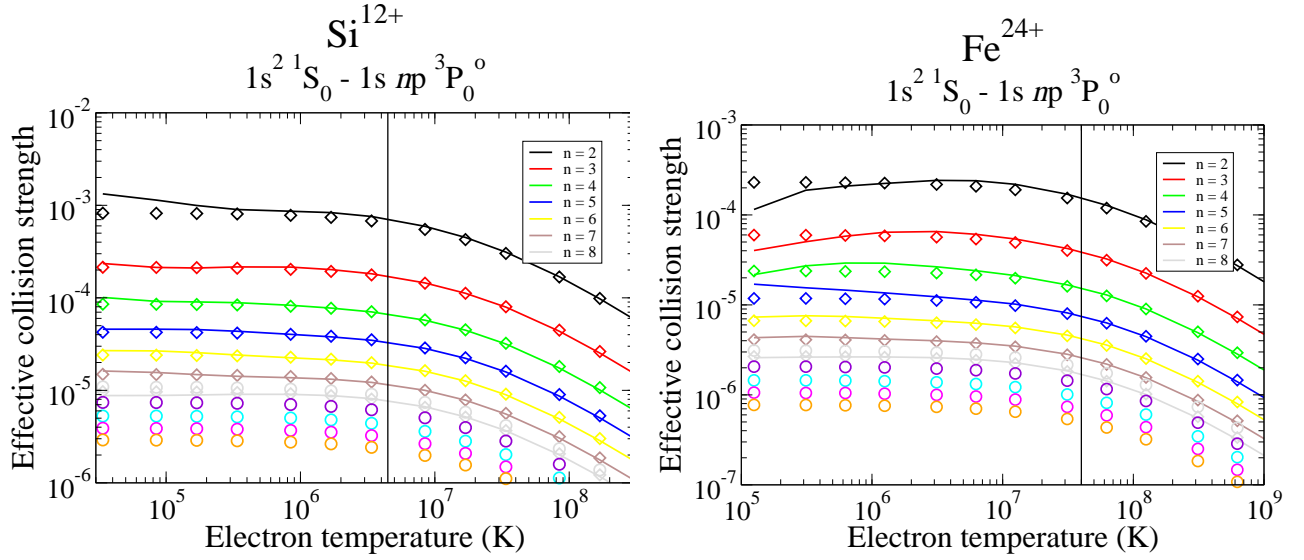 Si¹²⁺
1s² ¹S₀ - 1s np ³P₀°
Effective collision strength
10⁻²
10⁻³
10⁻⁴
10⁻⁵
10⁻⁶
n = 2
n = 3
n = 4
n = 5
n = 6
n = 7
n = 8
10⁵
10⁶
10⁷
10⁸
Electron temperature (K)
Fe²⁴⁺
1s² ¹S₀ - 1s np ³P₀°
Effective collision strength
10⁻³
10⁻⁴
10⁻⁵
10⁻⁶
10⁻⁷
n = 2
n = 3
n = 4
n = 5
n = 6
n = 7
n = 8
10⁵
10⁶
10⁷
10⁸
10⁹
Electron temperature (K)